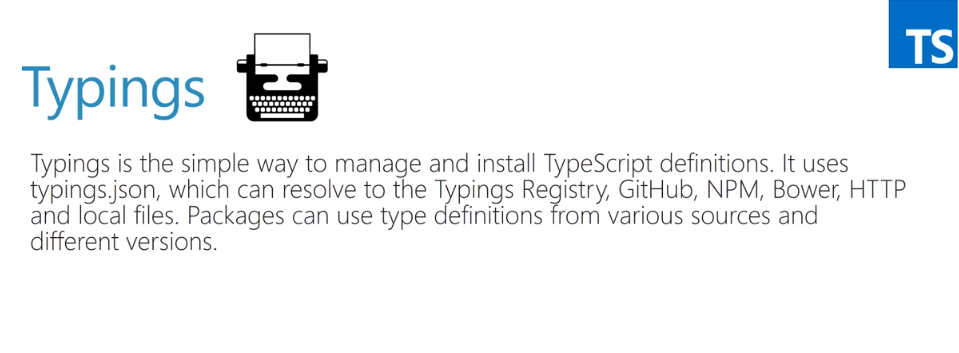 TS
Typings
Typings is the simple way to manage and install TypeScript definitions. It uses
typings.json, which can resolve to the Typings Registry, GitHub, NPM, Bower, HTTP
and local files. Packages can use type definitions from various sources and
different versions.